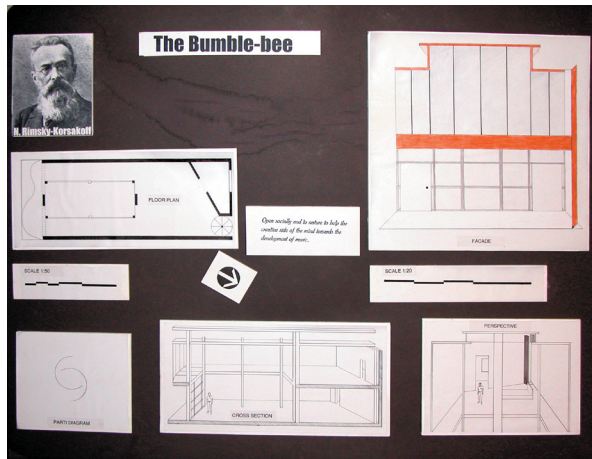 The Bumble-bee
N. Rimsky-Korsakoff
FLOOR PLAN
Open socially and to nature to help the
creative side of the mind towards the
development of music.
FACADE
SCALE 1:50
SCALE 1:20
PARTI DIAGRAM
CROSS SECTION
PERSPECTIVE